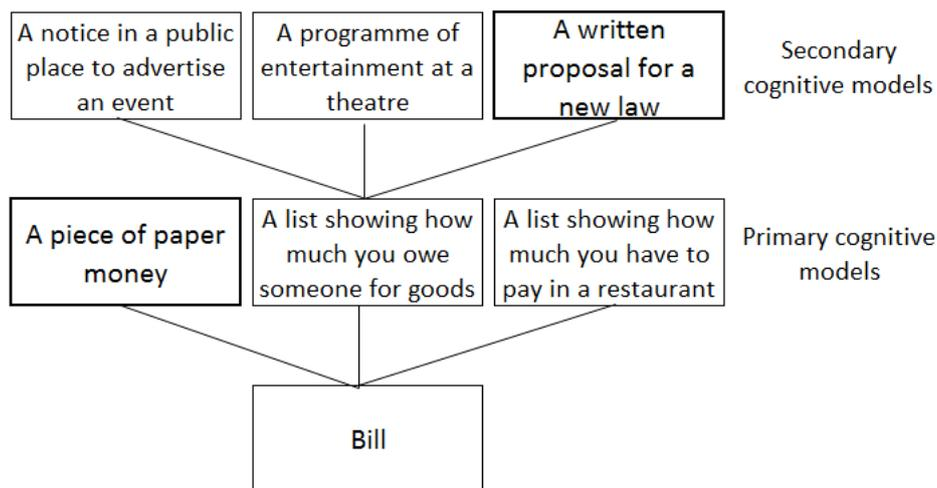 A notice in a public
place to advertise
an event
A programme of
entertainment at a
theatre
A written
proposal for a
new law
Secondary
cognitive models
A piece of paper
money
A list showing how
much you owe
someone for goods
A list showing how
much you have to
pay in a restaurant
Primary cognitive
models
Bill